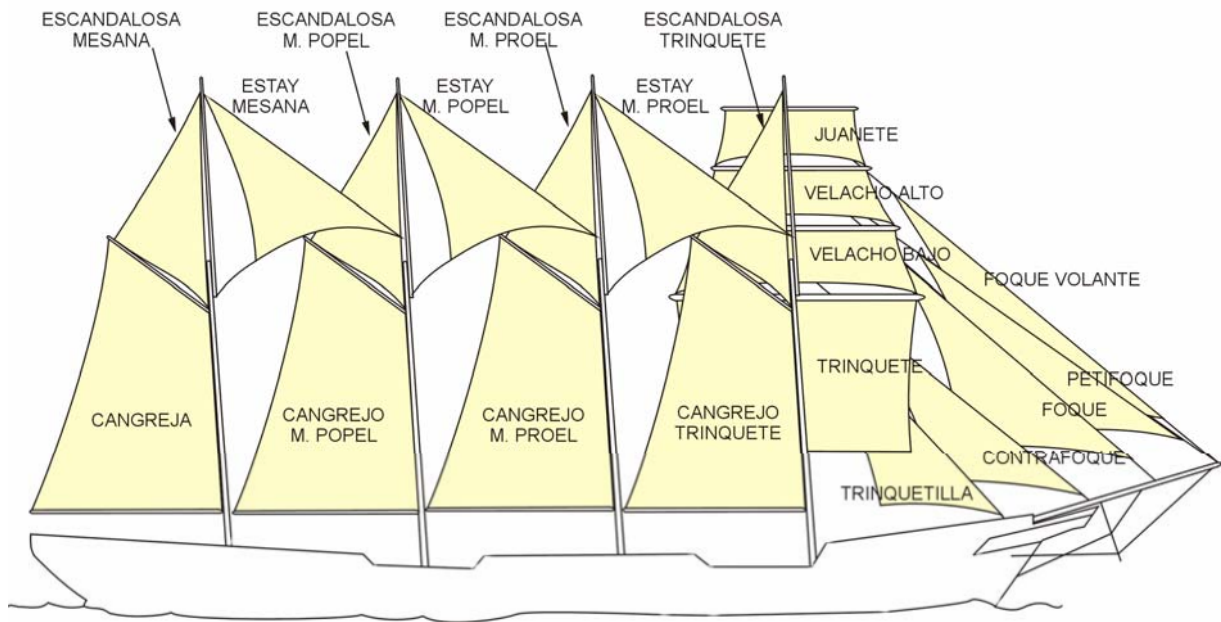 ESCANDALOSA
MESANA
ESCANDALOSA
M. POPEL
ESCANDALOSA
M. PROEL
ESCANDALOSA
TRINQUETE
ESTAY
MESANA
ESTAY
M. POPEL
ESTAY
M. PROEL
JUANETE
VELACHO ALTO
VELACHO BAJO
FOQUE VOLANTE
TRINQUETE
PETIFOQUE
FOQUE
CANGREJA
CANGREJO
M. POPEL
CANGREJO
M. PROEL
CANGREJO
TRINQUETE
CONTRAFOQUE
TRINQUETILLA